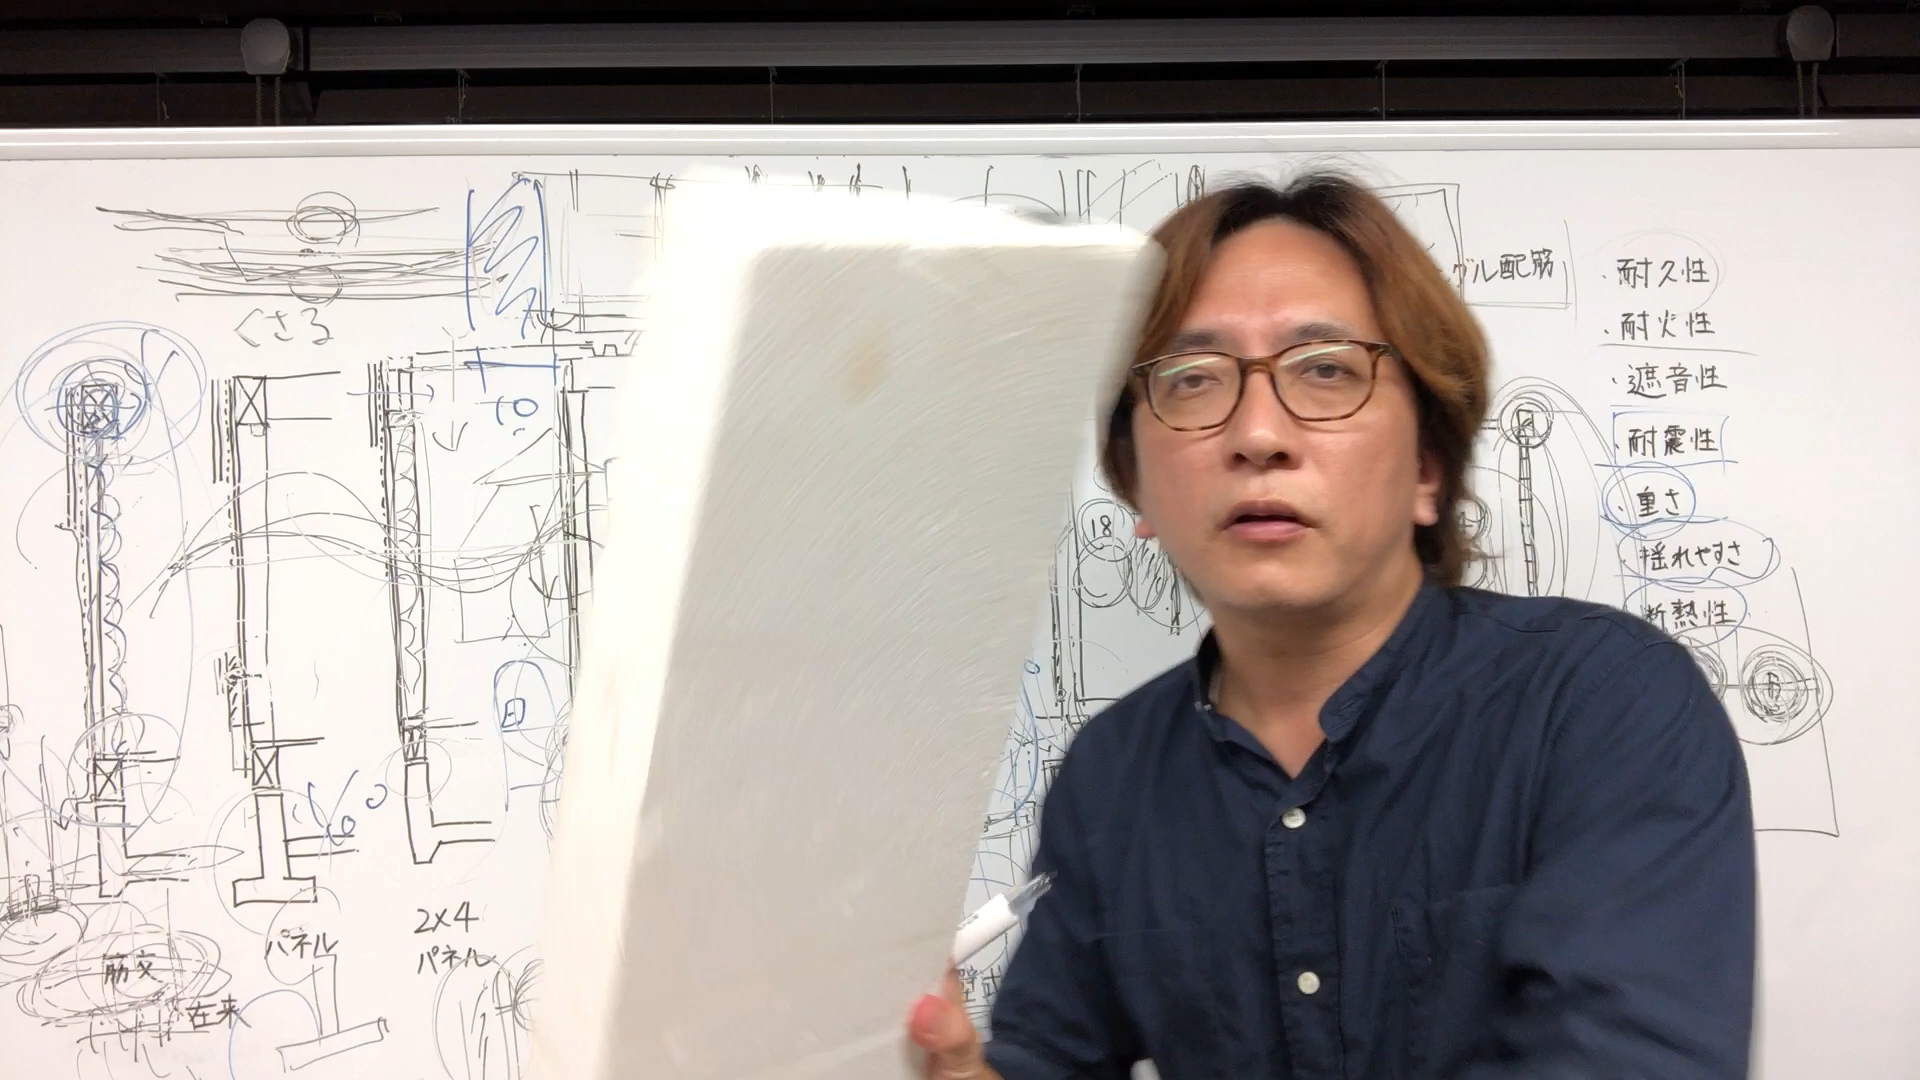 くさる
10
筋交
在来
パネル
2×4
パネル
18
グル配筋
・耐久性
・耐火性
・遮音性
・耐震性
・重さ
・揺れやすさ
断熱性